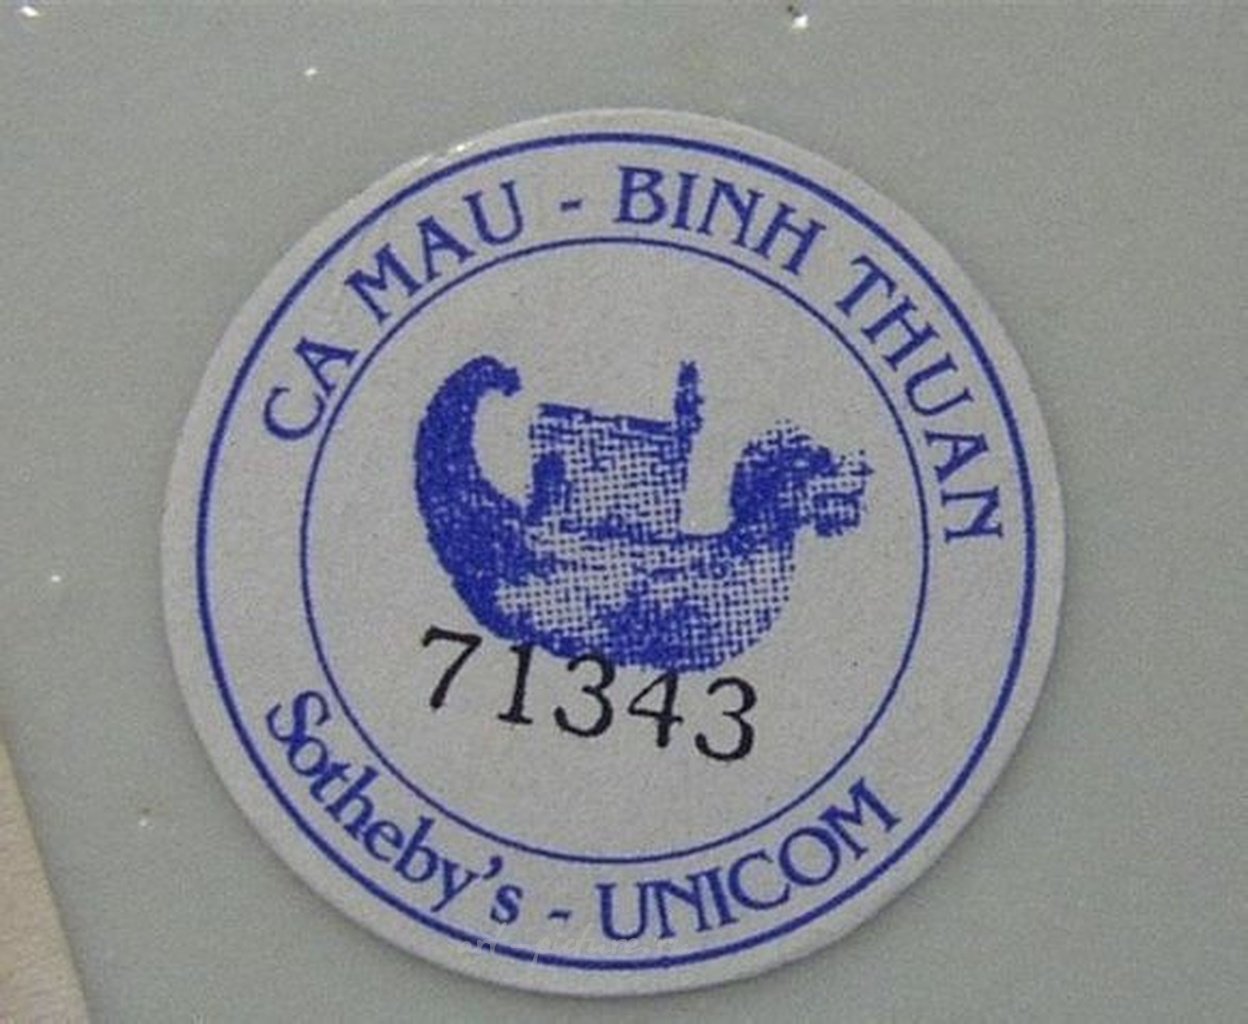 CA MAU - BINH THUAN
71343
Sotheby's - UNICOM